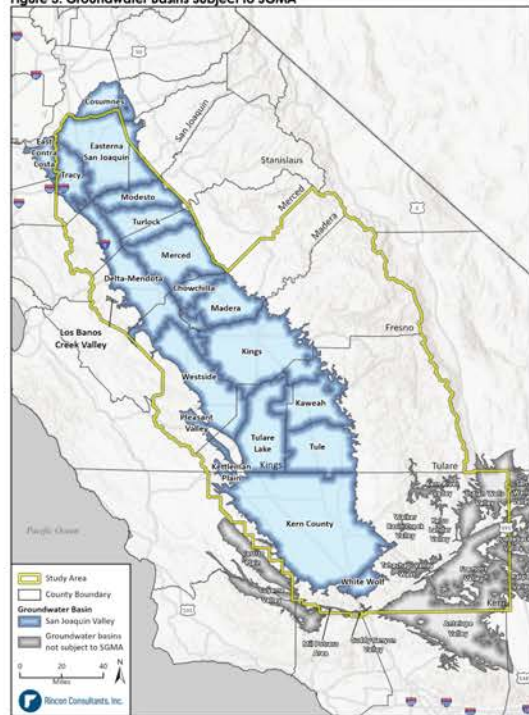 Figure 3. Groundwater Basins Subject to SGMA
Cosumnes
San Joaquin
East
Contra
Costa
Easterna
San Joaquin
Tracy
Stanislaus
Modesto
Merced
Turlock
Madera
Merced
Delta-Mendota
Chowchilla
Madera
Los Banos
Creek Valley
Fresno
Kings
Westside
Kaweah
Pleasant
Valley
Tulare
Lake
Tule
Kettleman
Plain
Kings
Tulare
Kern County
Pacific Ocean
White Wolf
Kern
Antelope
Valley
Study Area
County Boundary
Groundwater Basin
San Joaquin Valley
Groundwater basins
not subject to SGMA
0 20 40
Miles
N
Rincon Consultants, Inc.